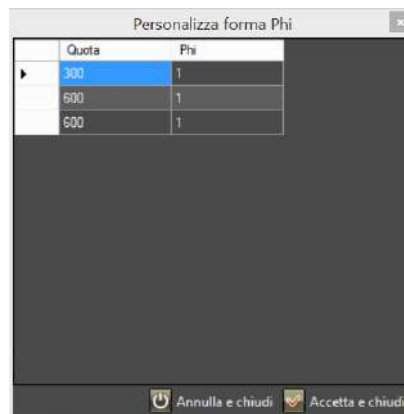 Personalizza forma Phi
Quota Phi
300 1
600 1
600 1
Annulla e chiudi Accetta e chiudi